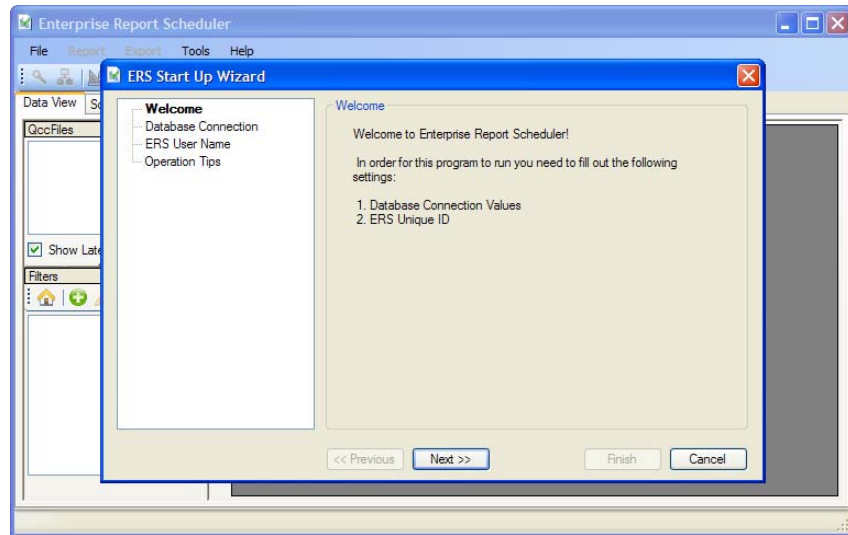 Enterprise Report Scheduler
File Report Export Tools Help
ERS Start Up Wizard
Data View
QccFiles
Show Late
Filters
Welcome
Database Connection
ERS User Name
Operation Tips
Welcome
Welcome to Enterprise Report Scheduler!
In order for this program to run you need to fill out the following
settings:
1. Database Connection Values
2. ERS Unique ID
<< Previous Next >> Finish Cancel